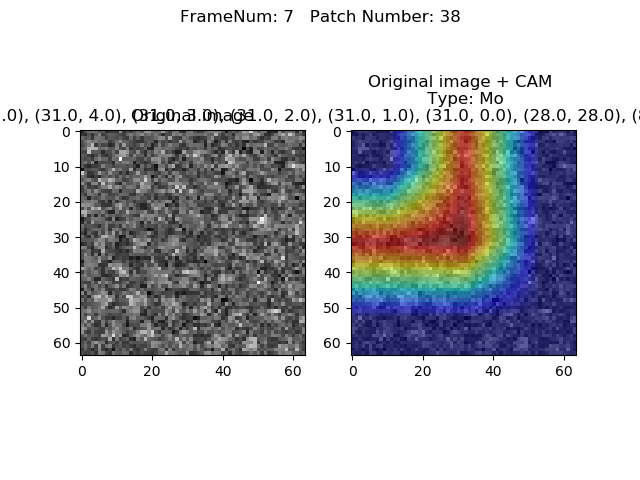 FrameNum: 7   Patch Number: 38
Original image + CAM
Type: Mo
.0), (31.0, 4.0), (31.0, 3.0), (31.0, 2.0), (31.0, 1.0), (31.0, 0.0), (28.0, 28.0), (8
Original image
0
10
20
30
40
50
60
0 20 40 60
0
10
20
30
40
50
60
0 20 40 60